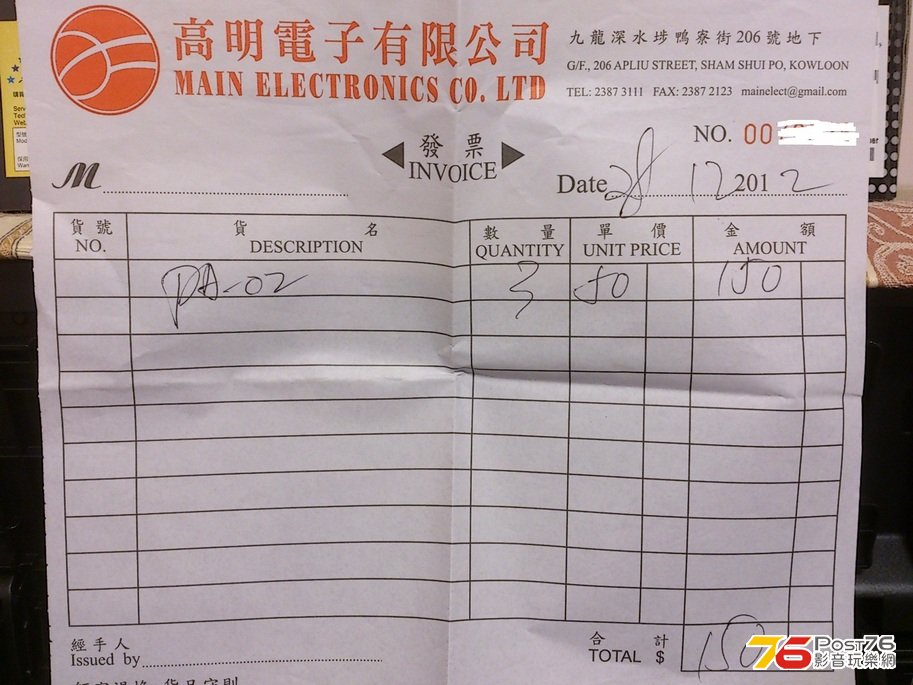 高明電子有限公司
MAIN ELECTRONICS CO. LTD
九龍深水埗鴨寮街206號地下
G/F., 206 APLIU STREET, SHAM SHUI PO, KOWLOON
TEL: 2387 3111 FAX: 2387 2123 mainelect@gmail.com
NO. 00
發票
INVOICE
M
Date 28 12 2012
貨號 貨名 數量 單價 金額
NO. DESCRIPTION QUANTITY UNIT PRICE AMOUNT
PA-02 3 50 150
經手人 合計
Issued by TOTAL $ 150
76 Post76
影音玩樂網